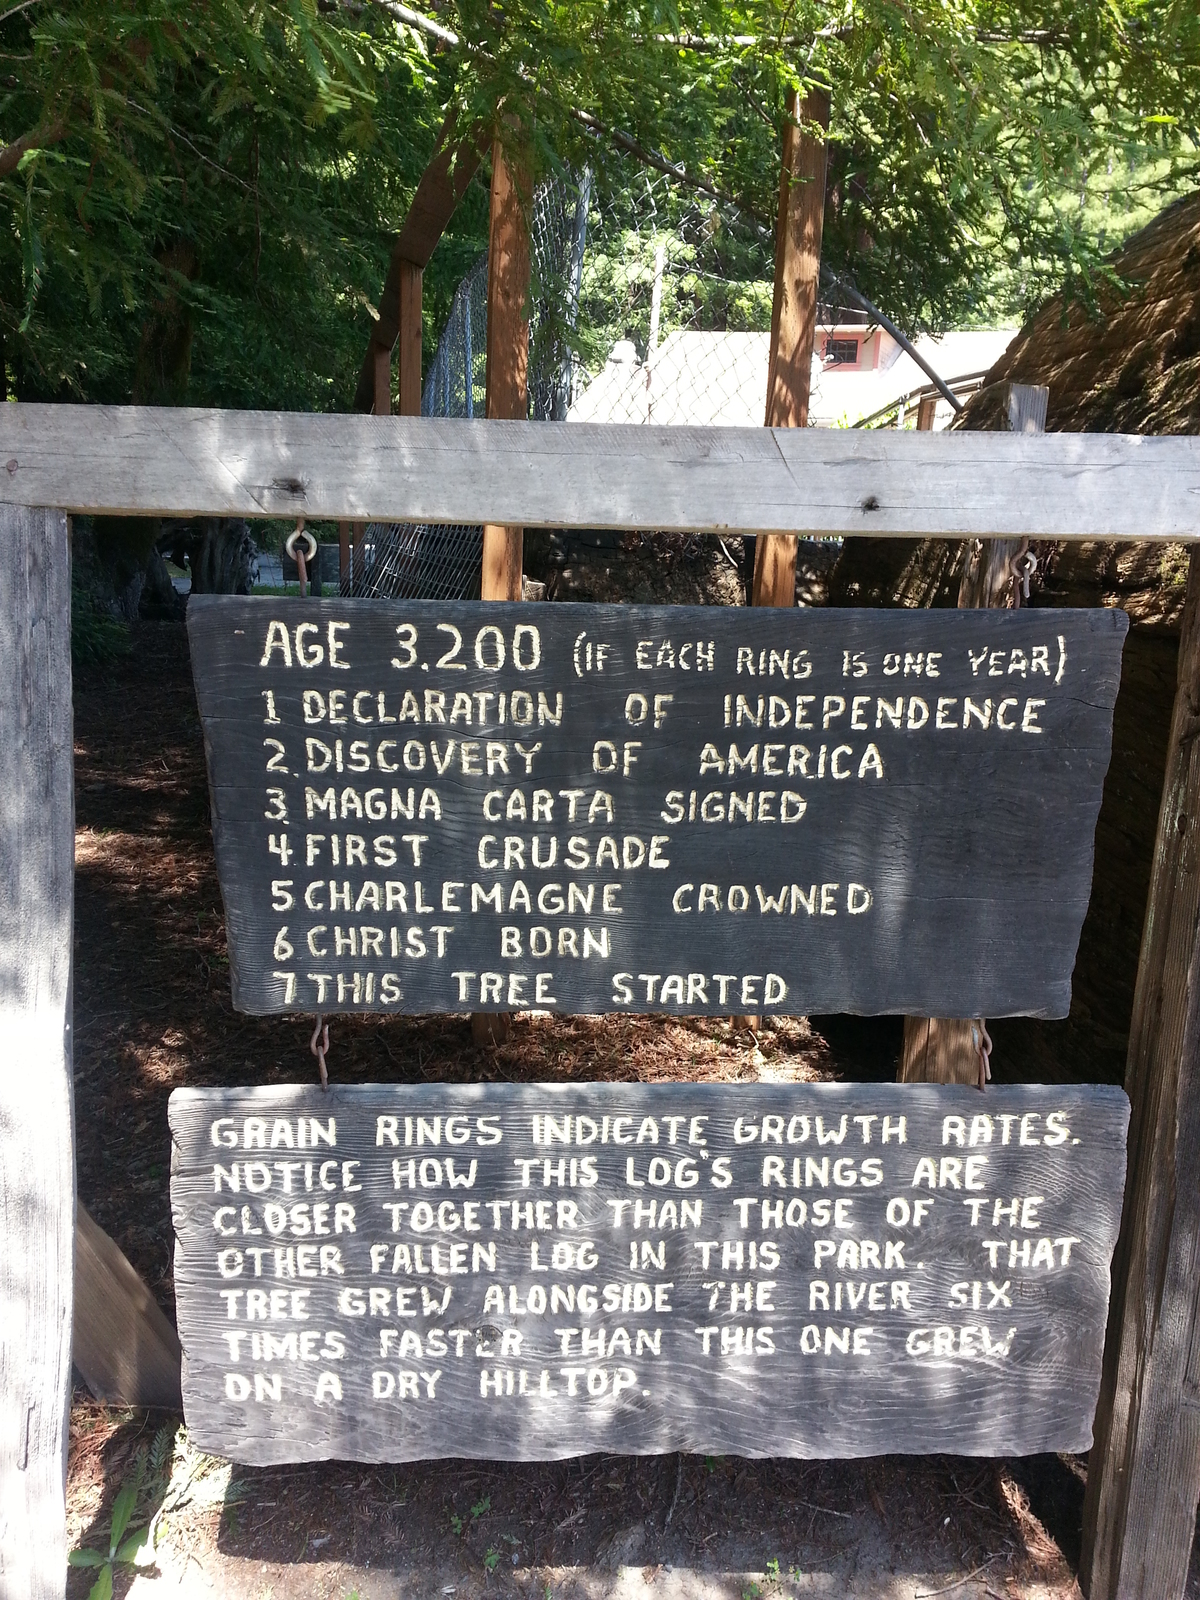 AGE 3.200 (IF EACH RING IS ONE YEAR)
1 DECLARATION OF INDEPENDENCE
2. DISCOVERY OF AMERICA
3. MAGNA CARTA SIGNED
4. FIRST CRUSADE
5 CHARLEMAGNE CROWNED
6 CHRIST BORN
7 THIS TREE STARTED
GRAIN RINGS INDICATE GROWTH RATES.
NOTICE HOW THIS LOG'S RINGS ARE
CLOSER TOGETHER THAN THOSE OF THE
OTHER FALLEN LOG IN THIS PARK. THAT
TREE GREW ALONGSIDE THE RIVER SIX
TIMES FASTER THAN THIS ONE GREW
ON A DRY HILLTOP.